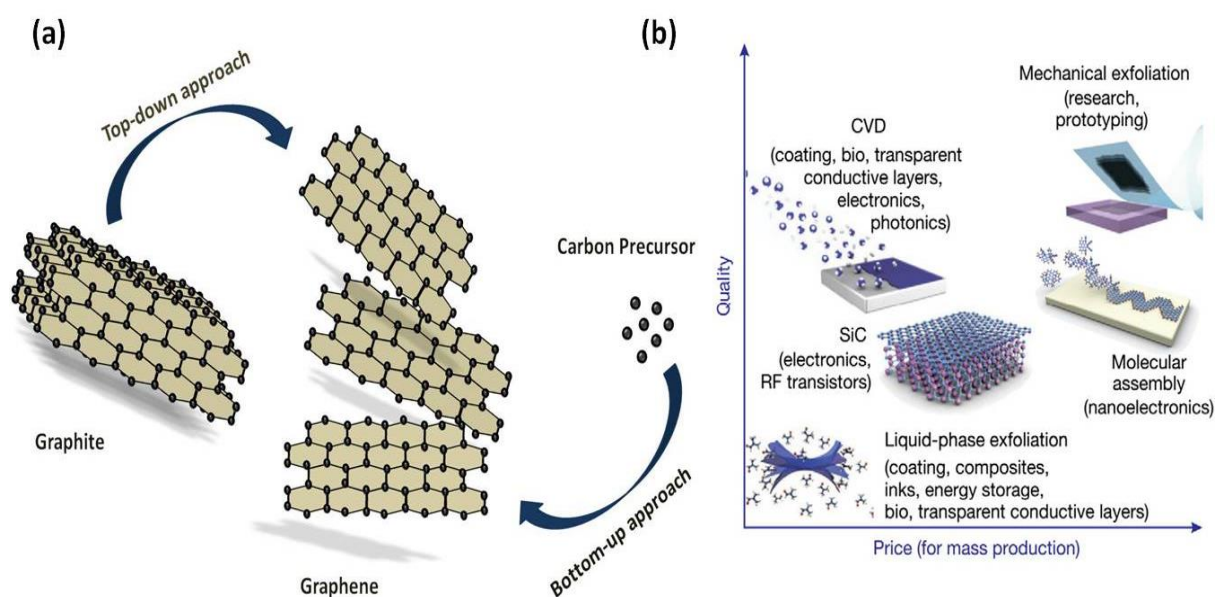 (a)
Top-down approach
Graphite
Graphene
Carbon Precursor
Bottom-up approach
(b)
Quality
Mechanical exfoliation
(research,
prototyping)
CVD
(coating, bio, transparent
conductive layers,
electronics,
photonics)
SiC
(electronics,
RF transistors)
Molecular
assembly
(nanoelectronics)
Liquid-phase exfoliation
(coating, composites,
inks, energy storage,
bio, transparent conductive layers)
Price (for mass production)